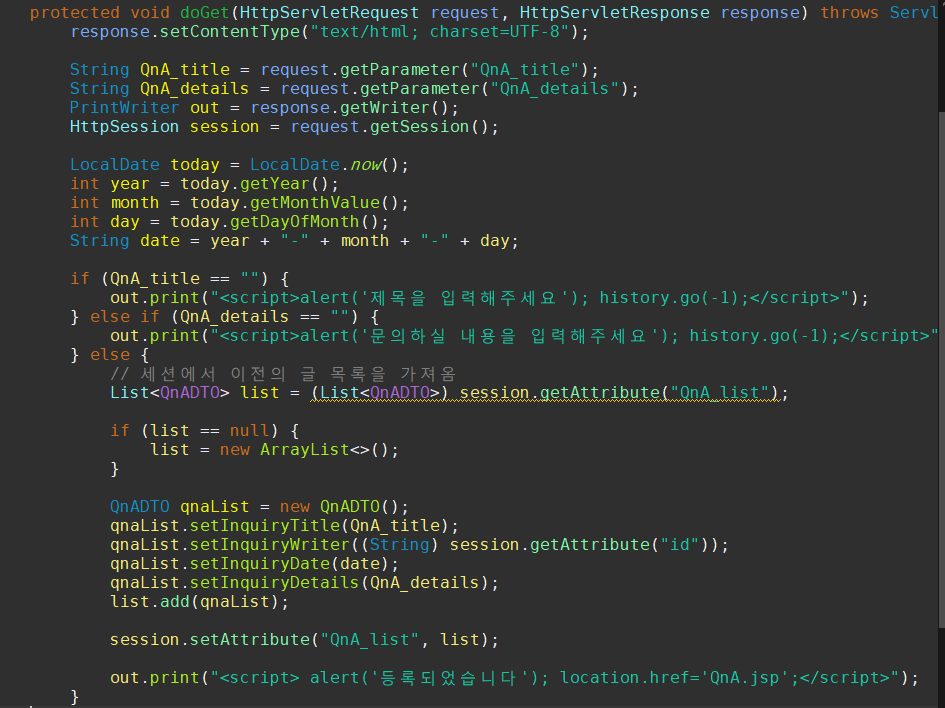 protected void doGet(HttpServletRequest request, HttpServletResponse response) throws Servl
response.setContentType("text/html; charset=UTF-8");
String QnA_title = request.getParameter("QnA_title");
String QnA_details = request.getParameter("QnA_details");
PrintWriter out = response.getWriter();
HttpSession session = request.getSession();
LocalDate today = LocalDate.now();
int year = today.getYear();
int month = today.getMonthValue();
int day = today.getDayOfMonth();
String date = year + "-" + month + "-" + day;
if (QnA_title == "") {
out.print("<script>alert('제목을 입력해주세요'); history.go(-1);</script>");
} else if (QnA_details == "") {
out.print("<script>alert('문의하실 내용을 입력해주세요'); history.go(-1);</script>"
} else {
// 세션에서 이전의 글 목록을 가져옴
List<QnADTO> list = (List<QnADTO>) session.getAttribute("QnA_list");
if (list == null) {
list = new ArrayList<>();
}
QnADTO qnaList = new QnADTO();
qnaList.setInquiryTitle(QnA_title);
qnaList.setInquiryWriter((String) session.getAttribute("id"));
qnaList.setInquiryDate(date);
qnaList.setInquiryDetails(QnA_details);
list.add(qnaList);
session.setAttribute("QnA_list", list);
out.print("<script> alert('등록되었습니다'); location.href='QnA.jsp';</script>");
}